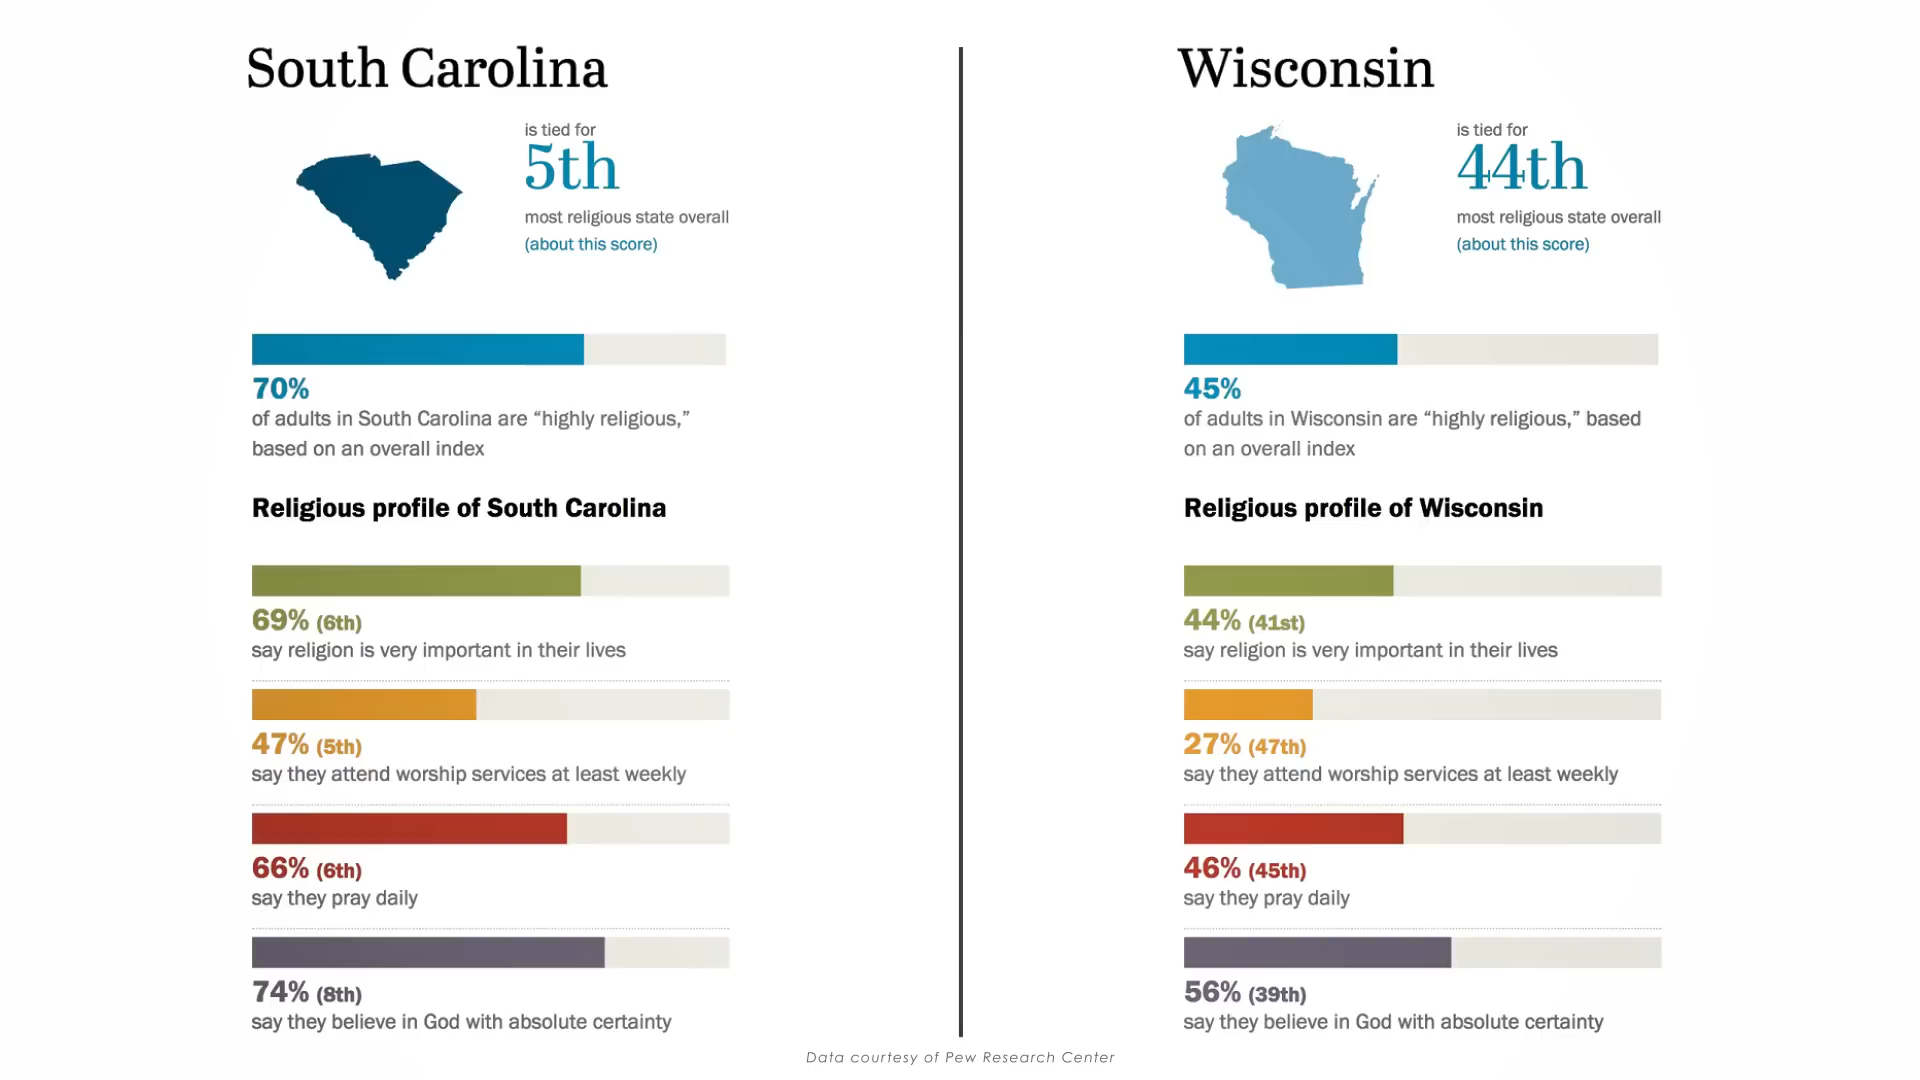 South Carolina
is tied for
5th
most religious state overall
(about this score)
70%
of adults in South Carolina are “highly religious,”
based on an overall index
Religious profile of South Carolina
69% (6th)
say religion is very important in their lives
47% (5th)
say they attend worship services at least weekly
66% (6th)
say they pray daily
74% (8th)
say they believe in God with absolute certainty
Wisconsin
is tied for
44th
most religious state overall
(about this score)
45%
of adults in Wisconsin are “highly religious,” based
on an overall index
Religious profile of Wisconsin
44% (41st)
say religion is very important in their lives
27% (47th)
say they attend worship services at least weekly
46% (45th)
say they pray daily
56% (39th)
say they believe in God with absolute certainty
Data courtesy of Pew Research Center